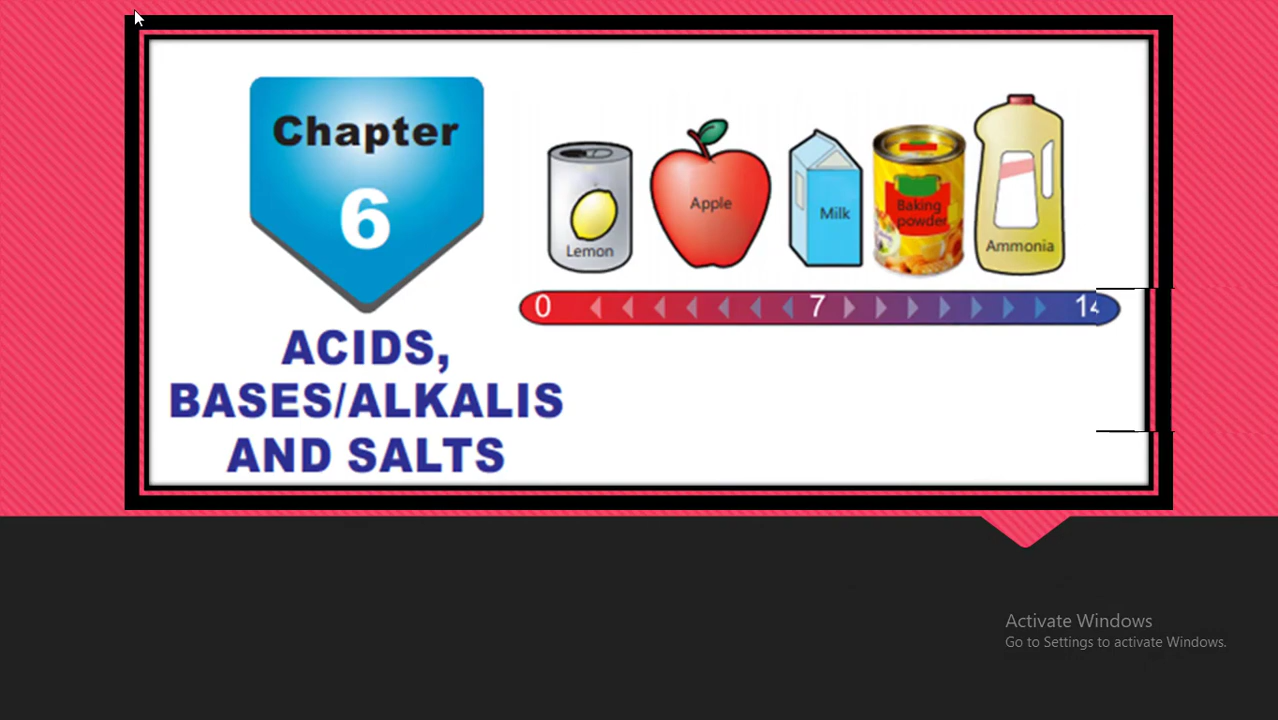 Chapter
6
ACIDS,
BASES/ALKALIS
AND SALTS
Lemon
Apple
Milk
Baking
powder
Ammonia
0 7 14
Activate Windows
Go to Settings to activate Windows.